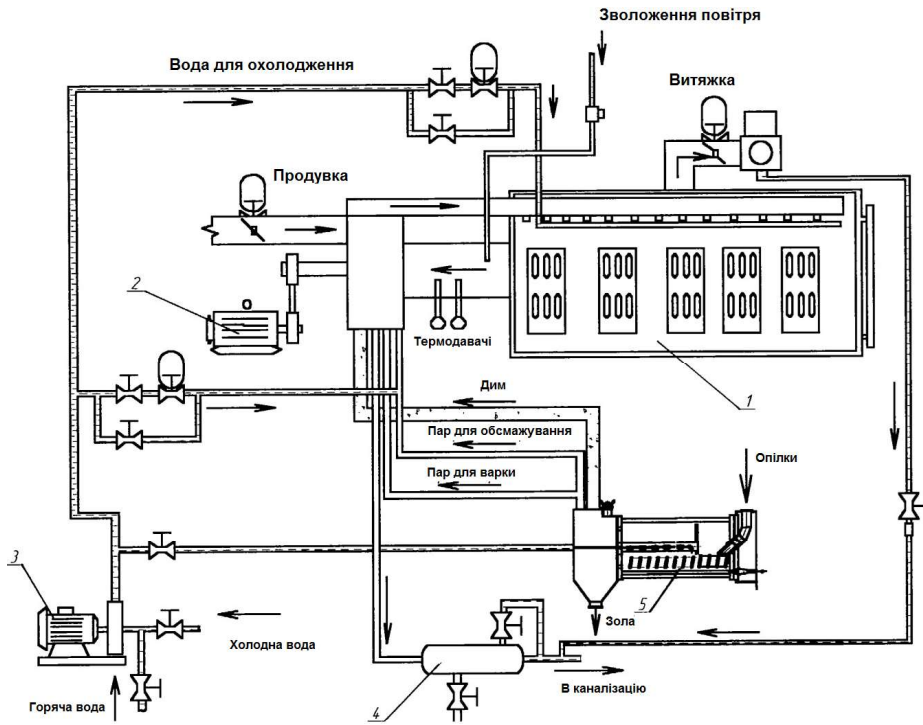 Зволоження повітря
Вода для охолодження
Витяжка
Продувка
2
Термодавачі
1
Дим
Пар для обсмажування
Опілки
Пар для варки
3
5
Зола
Холодна вода
4
В каналізацію
Горяча вода